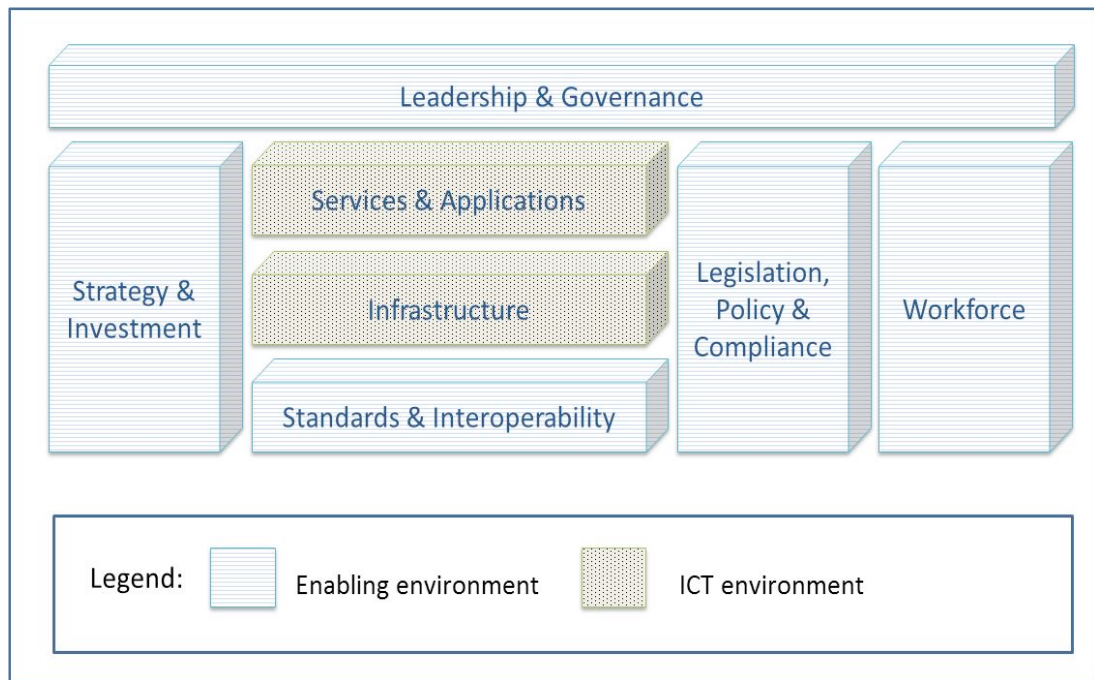 Leadership & Governance
Strategy &
Investment
Services & Applications
Infrastructure
Standards & Interoperability
Legislation,
Policy &
Compliance
Workforce
Legend:
Enabling environment
ICT environment